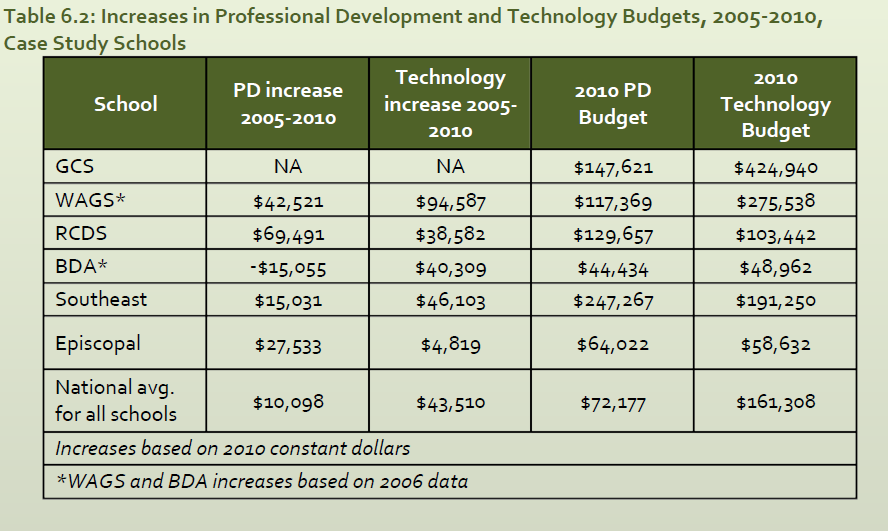 Table 6.2: Increases in Professional Development and Technology Budgets, 2005-2010,
Case Study Schools
School PD increase 2005-2010 Technology increase 2005-2010 2010 PD Budget 2010 Technology Budget
GCS NA NA $147,621 $424,940
WAGS* $42,521 $94,587 $117,369 $275,538
RCDS $69,491 $38,582 $129,657 $103,442
BDA* -$15,055 $40,309 $44,434 $48,962
Southeast $15,031 $46,103 $247,267 $191,250
Episcopal $27,533 $4,819 $64,022 $58,632
National avg. for all schools $10,098 $43,510 $72,177 $161,308
Increases based on 2010 constant dollars
*WAGS and BDA increases based on 2006 data